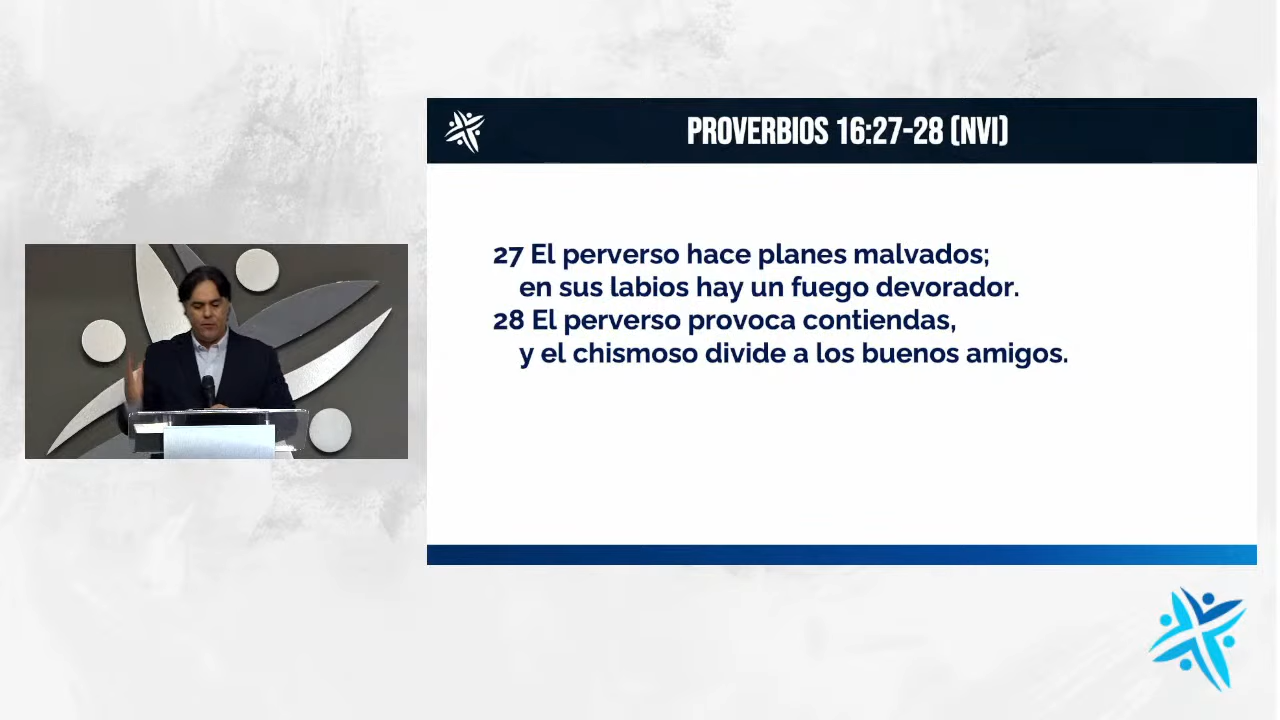 PROVERBIOS 16:27-28 (NVI)
27 El perverso hace planes malvados;
en sus labios hay un fuego devorador.
28 El perverso provoca contiendas,
y el chismoso divide a los buenos amigos.